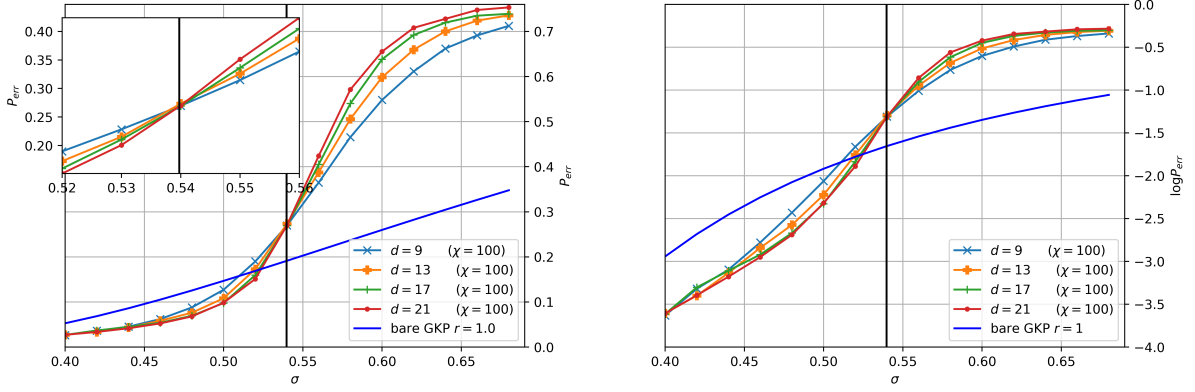 0.40
0.35
0.30
0.25
0.20
P_err
0.52
0.53
0.54
0.55
0.56
0.7
0.6
0.5
0.4
0.3
0.2
0.1
0.0
P_err
d = 9 (χ = 100)
d = 13 (χ = 100)
d = 17 (χ = 100)
d = 21 (χ = 100)
bare GKP r = 1.0
0.40
0.45
0.50
0.55
0.60
0.65
σ
0.0
−0.5
−1.0
−1.5
−2.0
−2.5
−3.0
−3.5
−4.0
logP_err
d = 9 (χ = 100)
d = 13 (χ = 100)
d = 17 (χ = 100)
d = 21 (χ = 100)
bare GKP r = 1
0.40
0.45
0.50
0.55
0.60
0.65
σ